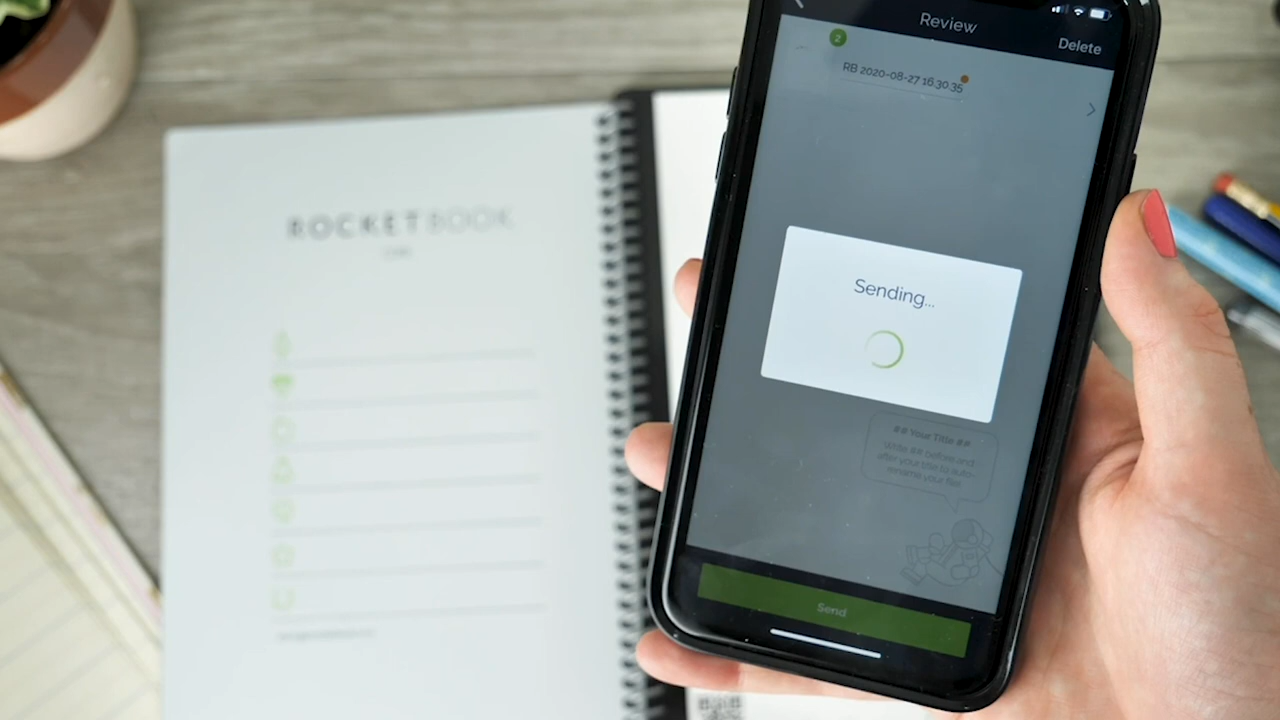 ROCKETBOOK
Review
Delete
2
RB 2020-08-27 16.30.35
Sending...
## Your Title ##
Write ## before and
after your title to auto-
rename your file!
Send